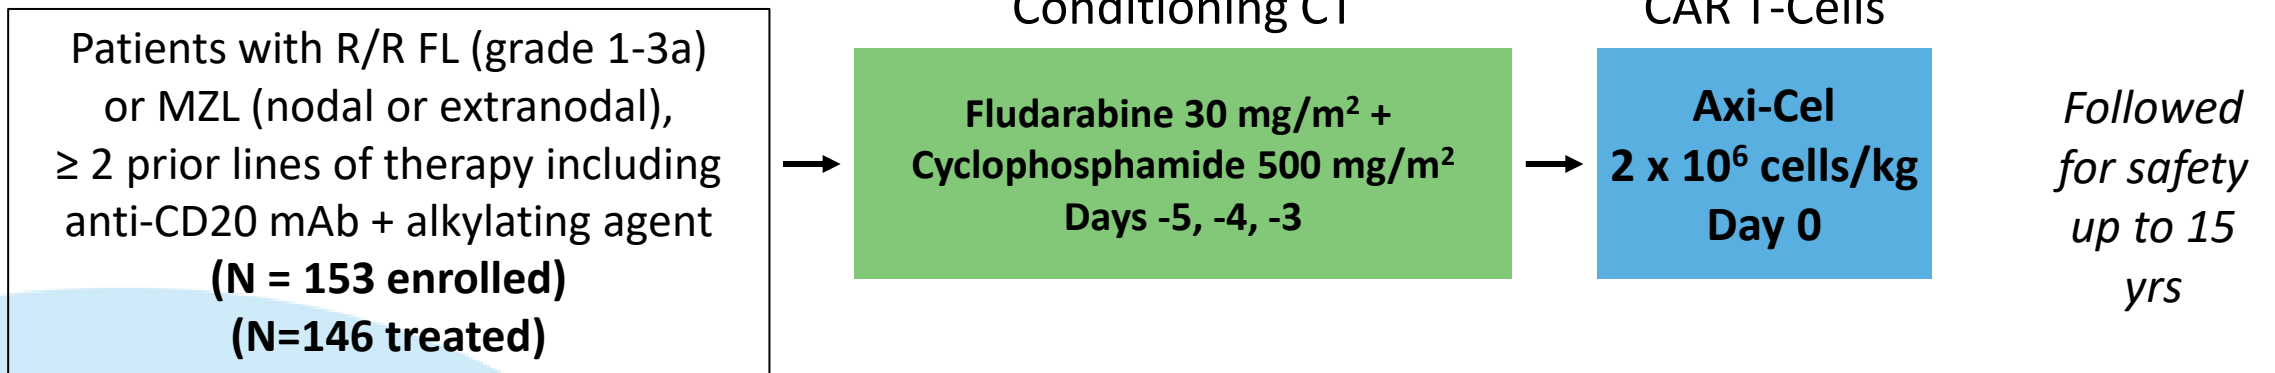 Patients with R/R FL (grade 1-3a)
or MZL (nodal or extranodal),
≥ 2 prior lines of therapy including
anti-CD20 mAb + alkylating agent
(N = 153 enrolled)
(N=146 treated)
Conditioning CT
Fludarabine 30 mg/m² +
Cyclophosphamide 500 mg/m²
Days -5, -4, -3
CAR T-Cells
Axi-Cel
2 x 10⁶ cells/kg
Day 0
Followed
for safety
up to 15
yrs